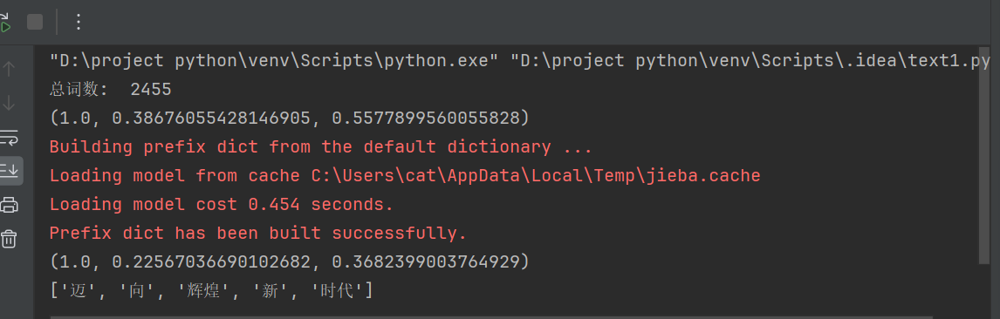 "D:\project python\venv\Scripts\python.exe" "D:\project python\venv\Scripts\.idea\text1.py
总词数:  2455
(1.0, 0.38676055428146905, 0.5577899560055828)
Building prefix dict from the default dictionary ...
Loading model from cache C:\Users\cat\AppData\Local\Temp\jieba.cache
Loading model cost 0.454 seconds.
Prefix dict has been built successfully.
(1.0, 0.22567036690102682, 0.3682399003764929)
['迈', '向', '辉煌', '新', '时代']